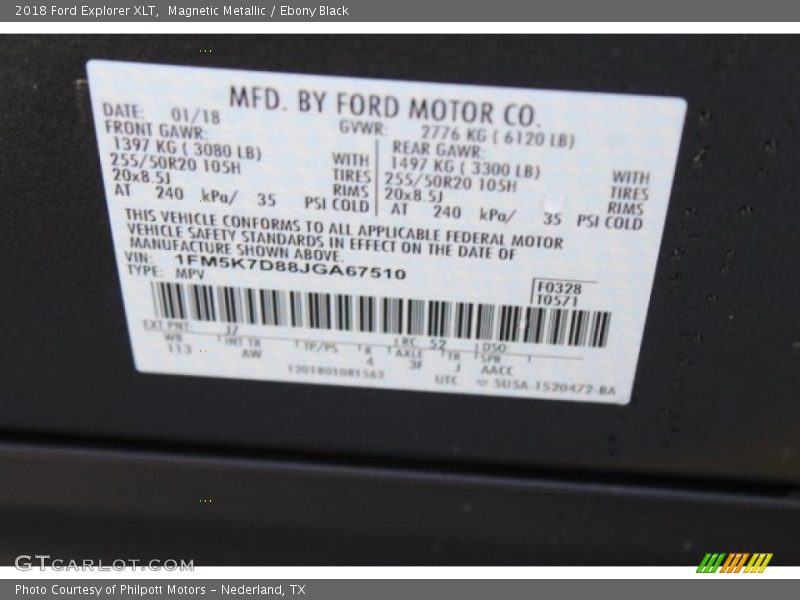 2018 Ford Explorer XLT,  Magnetic Metallic / Ebony Black
MFD. BY FORD MOTOR CO.
DATE: 01/18 GVWR: 2776 KG ( 6120 LB)
FRONT GAWR: REAR GAWR:
1397 KG ( 3080 LB) WITH 1497 KG ( 3300 LB) WITH
255/50R20 105H TIRES 255/50R20 105H TIRES
20x8.5J RIMS 20x8.5J RIMS
AT 240 kPa/ 35 PSI COLD AT 240 kPa/ 35 PSI COLD
THIS VEHICLE CONFORMS TO ALL APPLICABLE FEDERAL MOTOR
VEHICLE SAFETY STANDARDS IN EFFECT ON THE DATE OF
MANUFACTURE SHOWN ABOVE.
VIN: 1FM5K7D88JGA67510
TYPE: MPV
F0328
T0571
EXT PNT: J7 RC: 52 DSO:
WB INT TR TP/PS R AXLE TR SPR
113 AW 4 3F J AACC
1201801081563 UTC SU5A-1520472-BA
GTCARLOT.COM
Photo Courtesy of Philpott Motors - Nederland, TX